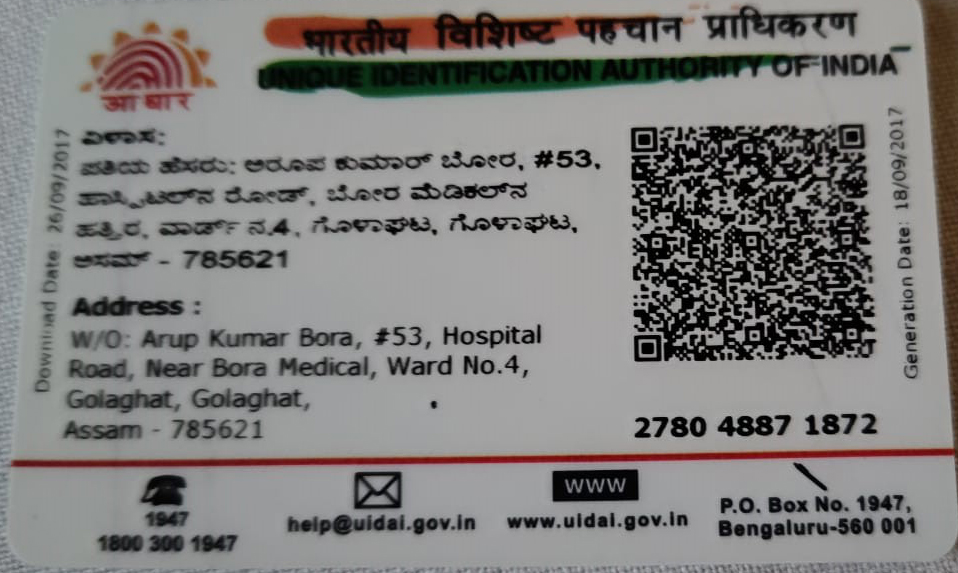 भारतीय विशिष्ट पहचान प्राधिकरण
UNIQUE IDENTIFICATION AUTHORITY OF INDIA
आधार
ವಿಳಾಸ:
ಪತಿಯ ಹೆಸರು: ಅರೂಪ ಕುಮಾರ್ ಬೋರ, #53,
ಹಾಸ್ಪಿಟಲ್‌ನ ರೋಡ್, ಬೋರ ಮೆಡಿಕಲ್‌ನ
ಹತ್ತಿರ, ವಾರ್ಡ್ ನ.4, ಗೊಳಾಘಟ, ಗೊಳಾಘಟ,
ಅಸಮ್ - 785621
Address :
W/O: Arup Kumar Bora, #53, Hospital
Road, Near Bora Medical, Ward No.4,
Golaghat, Golaghat,
Assam - 785621
Download Date: 26/09/2017
Generation Date: 18/09/2017
2780 4887 1872
1947
1800 300 1947
help@uidai.gov.in
WWW
www.uidai.gov.in
P.O. Box No. 1947,
Bengaluru-560 001